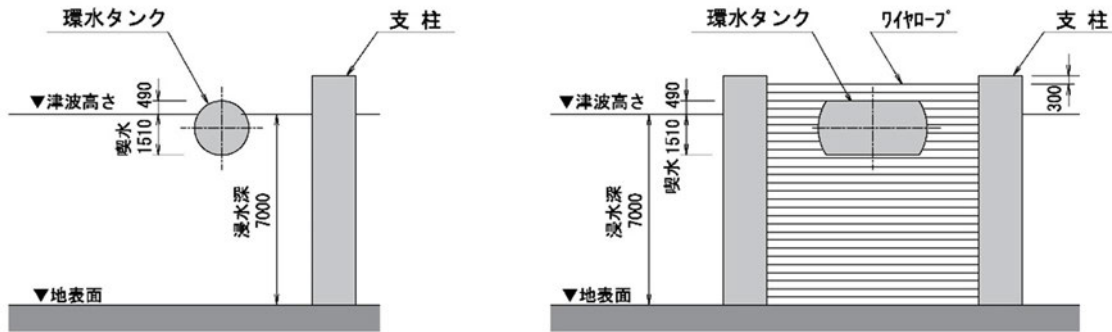 環水タンク
支 柱
▼津波高さ
490
1510
喫水
浸水深
7000
▼地表面
環水タンク
ﾜｲﾔﾛｰﾌﾟ
支 柱
▼津波高さ
490
300
1510
喫水
浸水深
7000
▼地表面